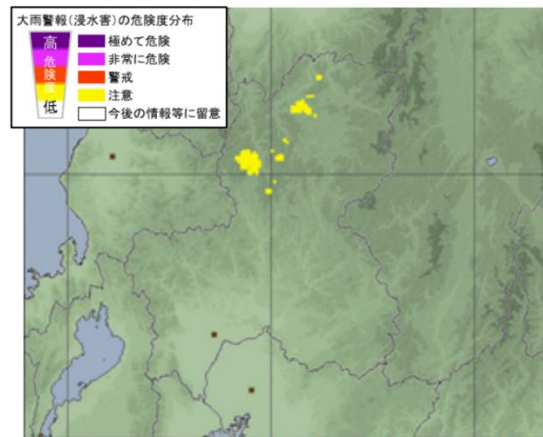 大雨警報(浸水害)の危険度分布
高
危険度
低
極めて危険
非常に危険
警戒
注意
今後の情報等に留意